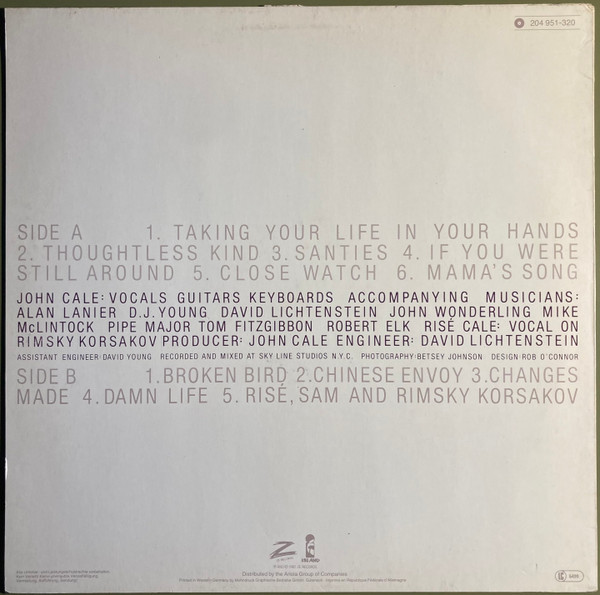 204 951-320
SIDE A 1. TAKING YOUR LIFE IN YOUR HANDS
2. THOUGHTLESS KIND 3. SANTIES 4. IF YOU WERE
STILL AROUND 5. CLOSE WATCH 6. MAMA'S SONG
JOHN CALE: VOCALS GUITARS KEYBOARDS ACCOMPANYING MUSICIANS:
ALAN LANIER D.J. YOUNG DAVID LICHTENSTEIN JOHN WONDERLING MIKE
McLINTOCK PIPE MAJOR TOM FITZGIBBON ROBERT ELK RISÉ CALE: VOCAL ON
RIMSKY KORSAKOV PRODUCER: JOHN CALE ENGINEER: DAVID LICHTENSTEIN
ASSISTANT ENGINEER: DAVID YOUNG RECORDED AND MIXED AT SKY LINE STUDIOS N.Y.C. PHOTOGRAPHY: BETSEY JOHNSON DESIGN: ROB O'CONNOR
SIDE B 1. BROKEN BIRD 2. CHINESE ENVOY 3. CHANGES
MADE 4. DAMN LIFE 5. RISÉ, SAM AND RIMSKY KORSAKOV
Z
ISLAND
Distributed by the Ariola Group of Companies